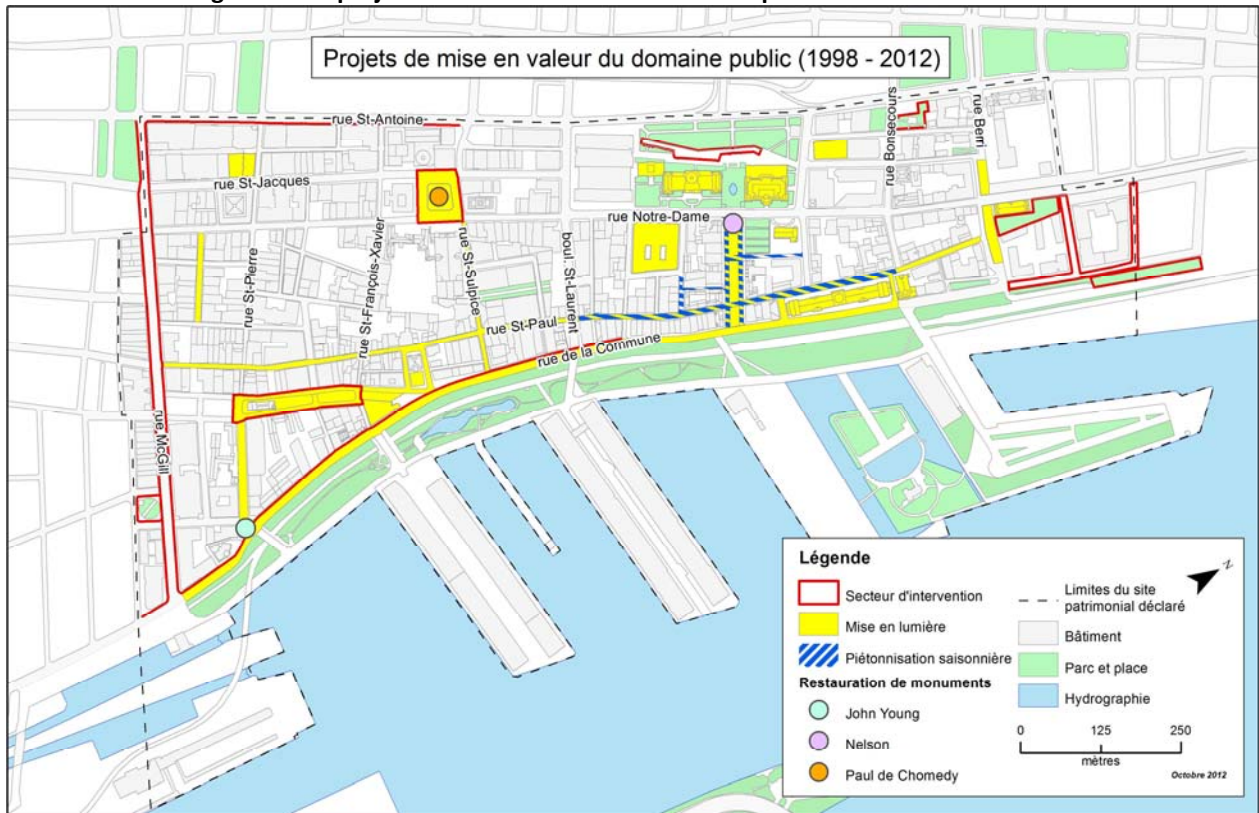 Projets de mise en valeur du domaine public (1998 - 2012)
rue St-Antoine
rue Bonsecours
rue Berri
rue St-Jacques
rue Notre-Dame
rue St-Pierre
rue St-François-Xavier
rue St-Sulpice
boul. St-Laurent
rue St-Paul
rue de la Commune
rue McGill
Légende
Secteur d'intervention
Mise en lumière
Piétonnisation saisonnière
Restauration de monuments
John Young
Nelson
Paul de Chomedy
N
Limites du site
patrimonial déclaré
Bâtiment
Parc et place
Hydrographie
0 125 250
mètres
Octobre 2012